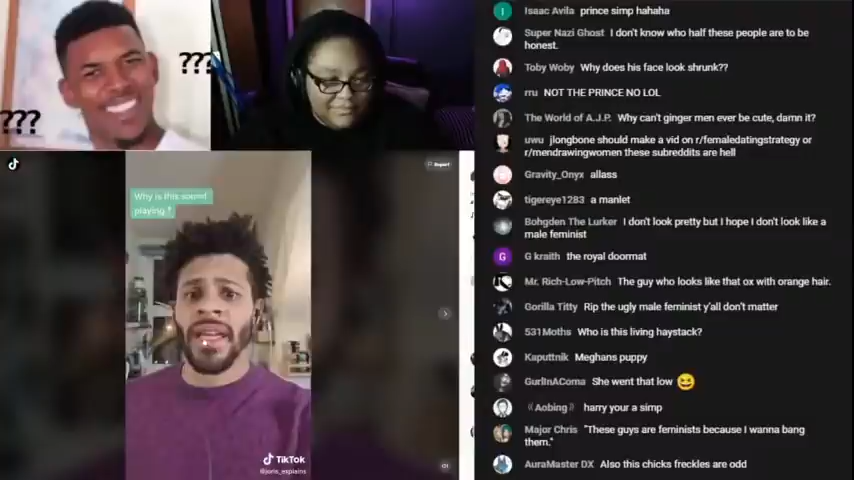 ???
???
Why is this sound
playing?
Report
TikTok
@joris_explains
Isaac Avila prince simp hahaha
Super Nazi Ghost I don't know who half these people are to be
honest.
Toby Woby Why does his face look shrunk??
rru NOT THE PRINCE NO LOL
The World of A.J.P. Why can't ginger men ever be cute, damn it?
uwu jlongbone should make a vid on r/femaledatingstrategy or
r/mendrawingwomen these subreddits are hell
Gravity_Onyx allass
tigereye1283 a manlet
Bohgden The Lurker I don't look pretty but I hope I don't look like a
male feminist
G kraith the royal doormat
Mr. Rich-Low-Pitch The guy who looks like that ox with orange hair.
Gorilla Titty Rip the ugly male feminist y'all don't matter
531Moths Who is this living haystack?
Kaputtnik Meghans puppy
GurlInAComa She went that low 😆
《Aobing》 harry your a simp
Major Chris "These guys are feminists because I wanna bang
them."
AuraMaster DX Also this chicks freckles are odd